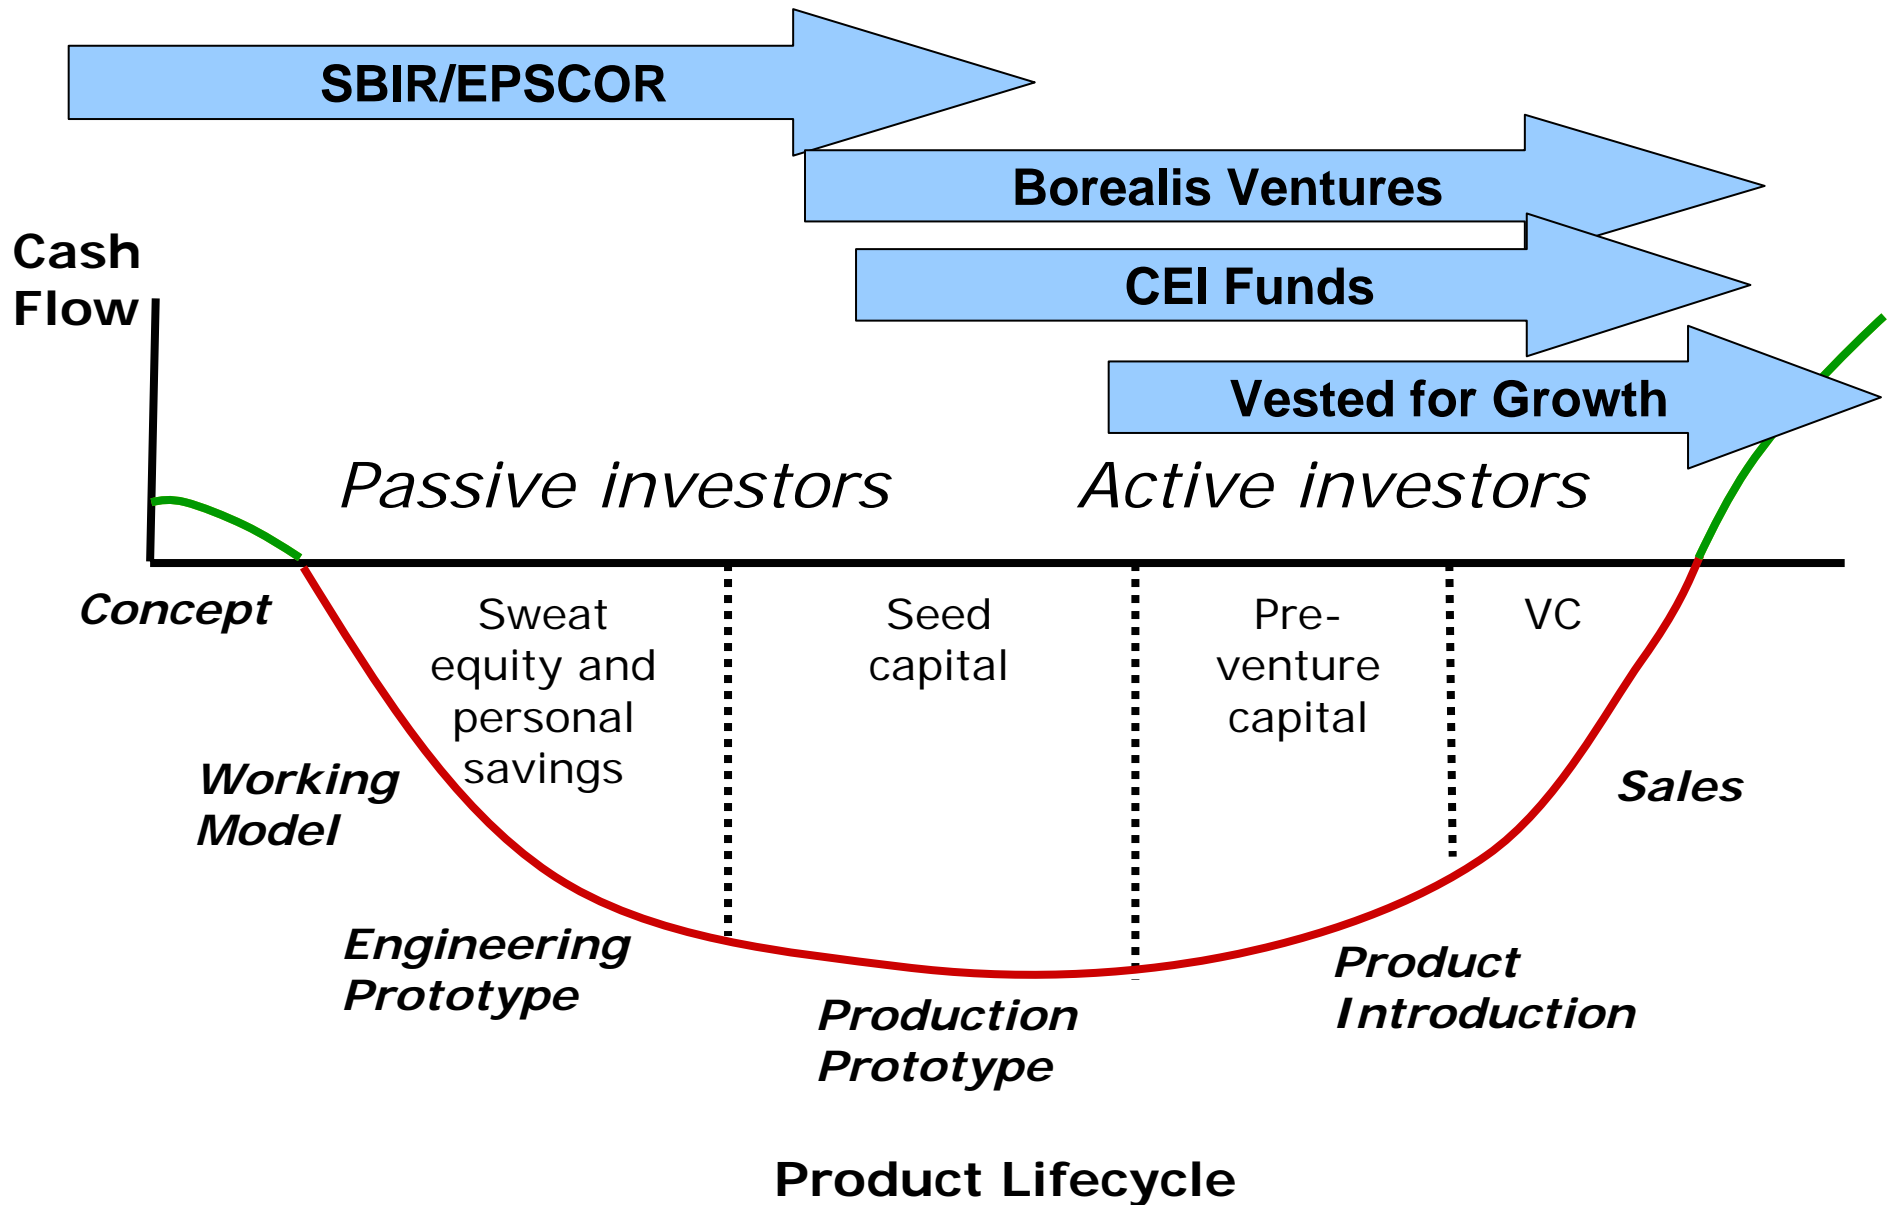 SBIR/EPSCOR
Borealis Ventures
CEI Funds
Vested for Growth
Cash
Flow
Passive investors
Active investors
Concept
Sweat
equity and
personal
savings
Seed
capital
Pre-
venture
capital
VC
Working
Model
Sales
Engineering
Prototype
Production
Prototype
Product
Introduction
Product Lifecycle